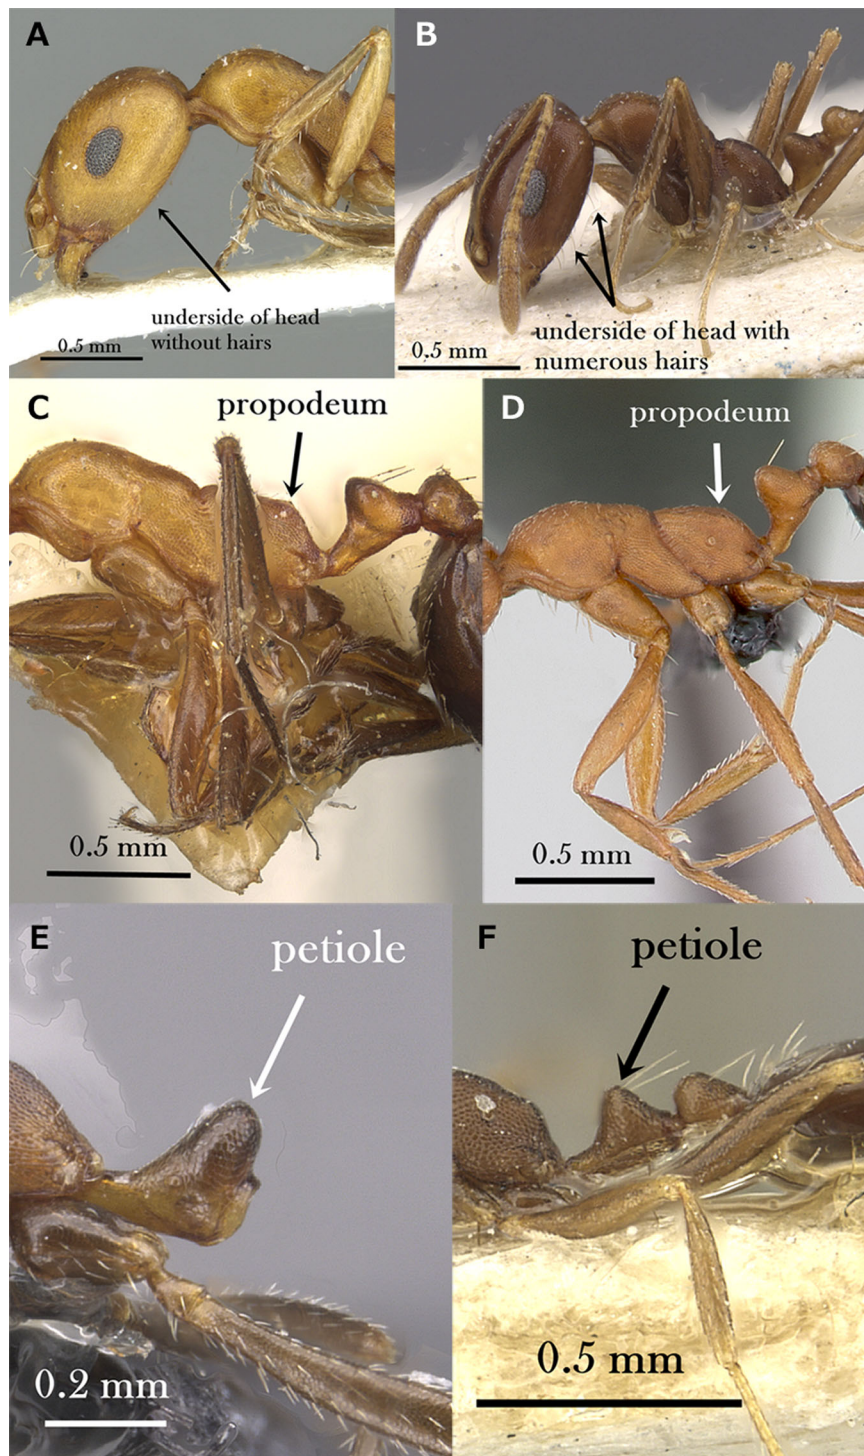 A
underside of head
without hairs
0.5 mm
B
underside of head with
numerous hairs
0.5 mm
C
propodeum
0.5 mm
D
propodeum
0.5 mm
E
petiole
0.2 mm
F
petiole
0.5 mm